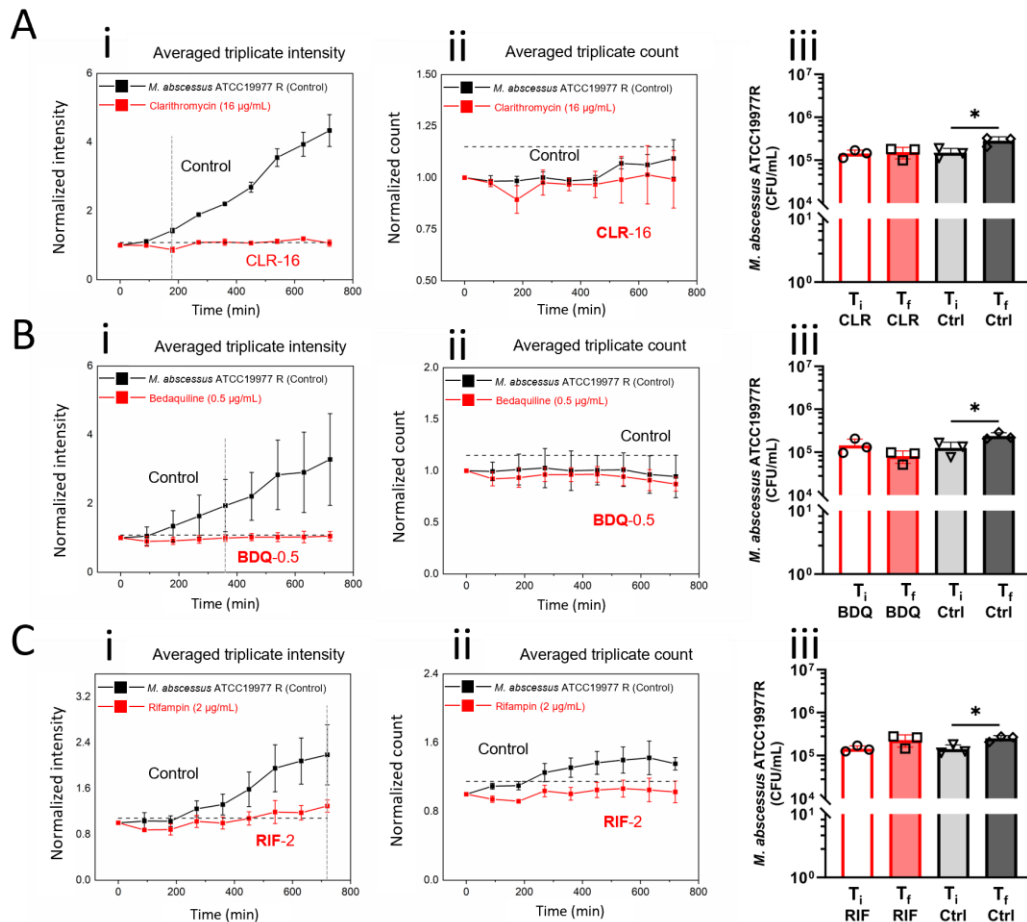 A
i
Averaged triplicate intensity
Normalized intensity
6
4
2
0
M. abscessus ATCC19977 R (Control)
Clarithromycin (16 µg/mL)
Control
CLR-16
0 200 400 600 800
Time (min)
ii
Averaged triplicate count
Normalized count
1.50
1.25
1.00
0.75
0.50
M. abscessus ATCC19977 R (Control)
Clarithromycin (16 µg/mL)
Control
CLR-16
0 200 400 600 800
Time (min)
iii
M. abscessus ATCC19977R
(CFU/mL)
10⁷
10⁶
10⁵
10⁴
10¹
10⁰
*
Ti Tf Ti Tf
CLR CLR Ctrl Ctrl
B
i
Averaged triplicate intensity
Normalized intensity
6
4
2
0
M. abscessus ATCC19977 R (Control)
Bedaquiline (0.5 µg/mL)
Control
BDQ-0.5
0 200 400 600 800
Time (min)
ii
Averaged triplicate count
Normalized count
2.0
1.5
1.0
0.5
0.0
M. abscessus ATCC19977 R (Control)
Bedaquiline (0.5 µg/mL)
Control
BDQ-0.5
0 200 400 600 800
Time (min)
iii
M. abscessus ATCC19977R
(CFU/mL)
10⁷
10⁶
10⁵
10⁴
10¹
10⁰
*
Ti Tf Ti Tf
BDQ BDQ Ctrl Ctrl
C
i
Averaged triplicate intensity
Normalized intensity
3.2
2.4
1.6
0.8
0.0
M. abscessus ATCC19977 R (Control)
Rifampin (2 µg/mL)
Control
RIF-2
0 200 400 600 800
Time (min)
ii
Averaged triplicate count
Normalized count
2.4
1.8
1.2
0.6
0.0
M. abscessus ATCC19977 R (Control)
Rifampin (2 µg/mL)
Control
RIF-2
0 200 400 600 800
Time (min)
iii
M. abscessus ATCC19977R
(CFU/mL)
10⁷
10⁶
10⁵
10⁴
10¹
10⁰
*
Ti Tf Ti Tf
RIF RIF Ctrl Ctrl